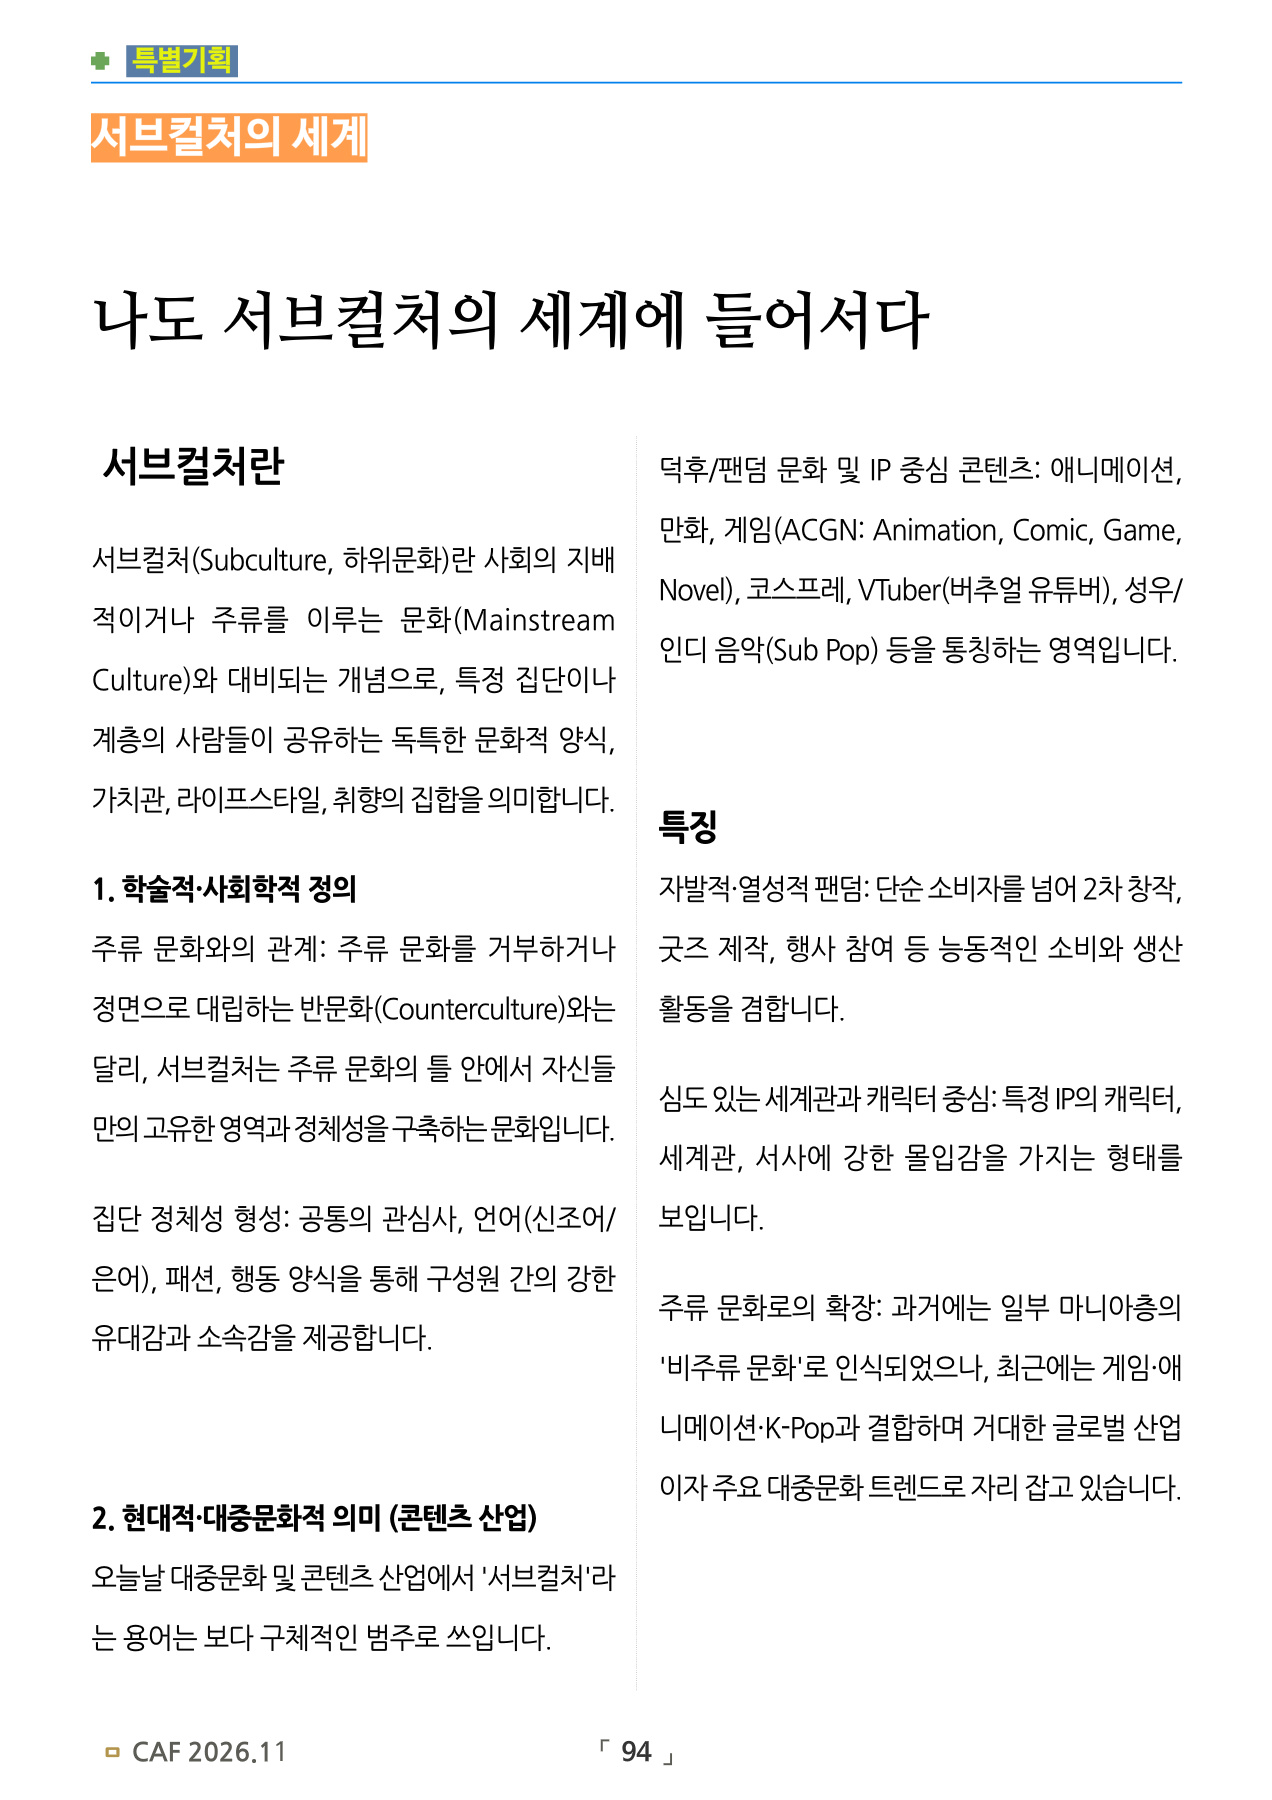 특별기획
서브컬처의 세계
나도 서브컬처의 세계에 들어서다
서브컬처란
서브컬처(Subculture, 하위문화)란 사회의 지배
적이거나 주류를 이루는 문화(Mainstream
Culture)와 대비되는 개념으로, 특정 집단이나
계층의 사람들이 공유하는 독특한 문화적 양식,
가치관, 라이프스타일, 취향의 집합을 의미합니다.
1. 학술적·사회학적 정의
주류 문화와의 관계: 주류 문화를 거부하거나
정면으로 대립하는 반문화(Counterculture)와는
달리, 서브컬처는 주류 문화의 틀 안에서 자신들
만의 고유한 영역과 정체성을 구축하는 문화입니다.
집단 정체성 형성: 공통의 관심사, 언어(신조어/
은어), 패션, 행동 양식을 통해 구성원 간의 강한
유대감과 소속감을 제공합니다.
2. 현대적·대중문화적 의미 (콘텐츠 산업)
오늘날 대중문화 및 콘텐츠 산업에서 '서브컬처'라
는 용어는 보다 구체적인 범주로 쓰입니다.
덕후/팬덤 문화 및 IP 중심 콘텐츠: 애니메이션,
만화, 게임(ACGN: Animation, Comic, Game,
Novel), 코스프레, VTuber(버추얼 유튜버), 성우/
인디 음악(Sub Pop) 등을 통칭하는 영역입니다.
특징
자발적·열성적 팬덤: 단순 소비자를 넘어 2차 창작,
굿즈 제작, 행사 참여 등 능동적인 소비와 생산
활동을 겸합니다.
심도 있는 세계관과 캐릭터 중심: 특정 IP의 캐릭터,
세계관, 서사에 강한 몰입감을 가지는 형태를
보입니다.
주류 문화로의 확장: 과거에는 일부 마니아층의
'비주류 문화'로 인식되었으나, 최근에는 게임·애
니메이션·K-Pop과 결합하며 거대한 글로벌 산업
이자 주요 대중문화 트렌드로 자리 잡고 있습니다.
CAF 2026.11
「 94 」